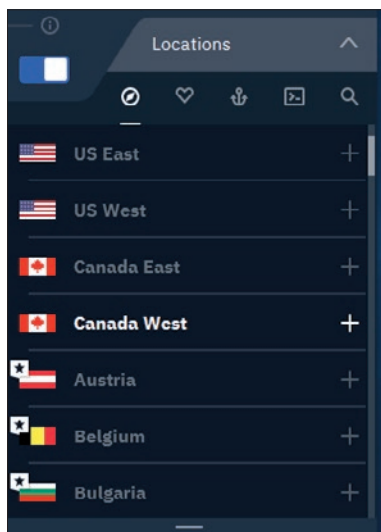 Locations
US East
US West
Canada East
Canada West
Austria
Belgium
Bulgaria